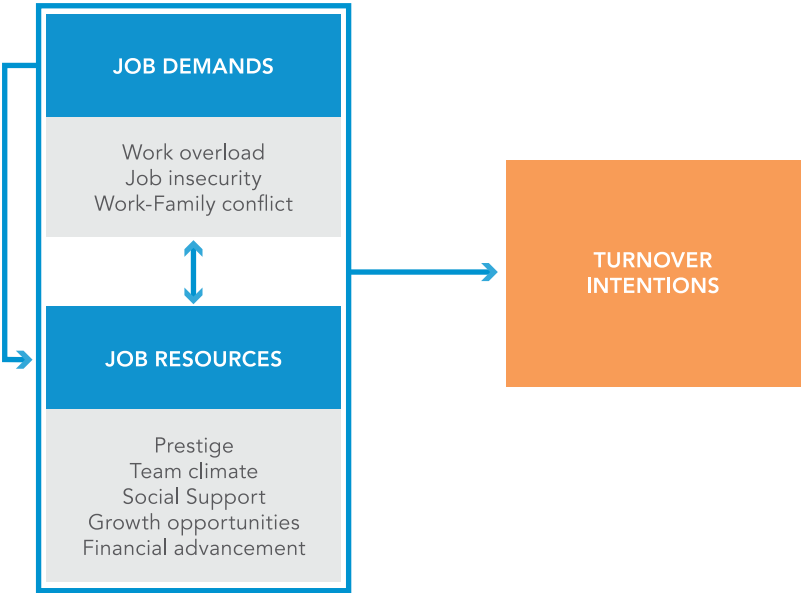 JOB DEMANDS
Work overload
Job insecurity
Work-Family conflict
JOB RESOURCES
Prestige
Team climate
Social Support
Growth opportunities
Financial advancement
TURNOVER
INTENTIONS